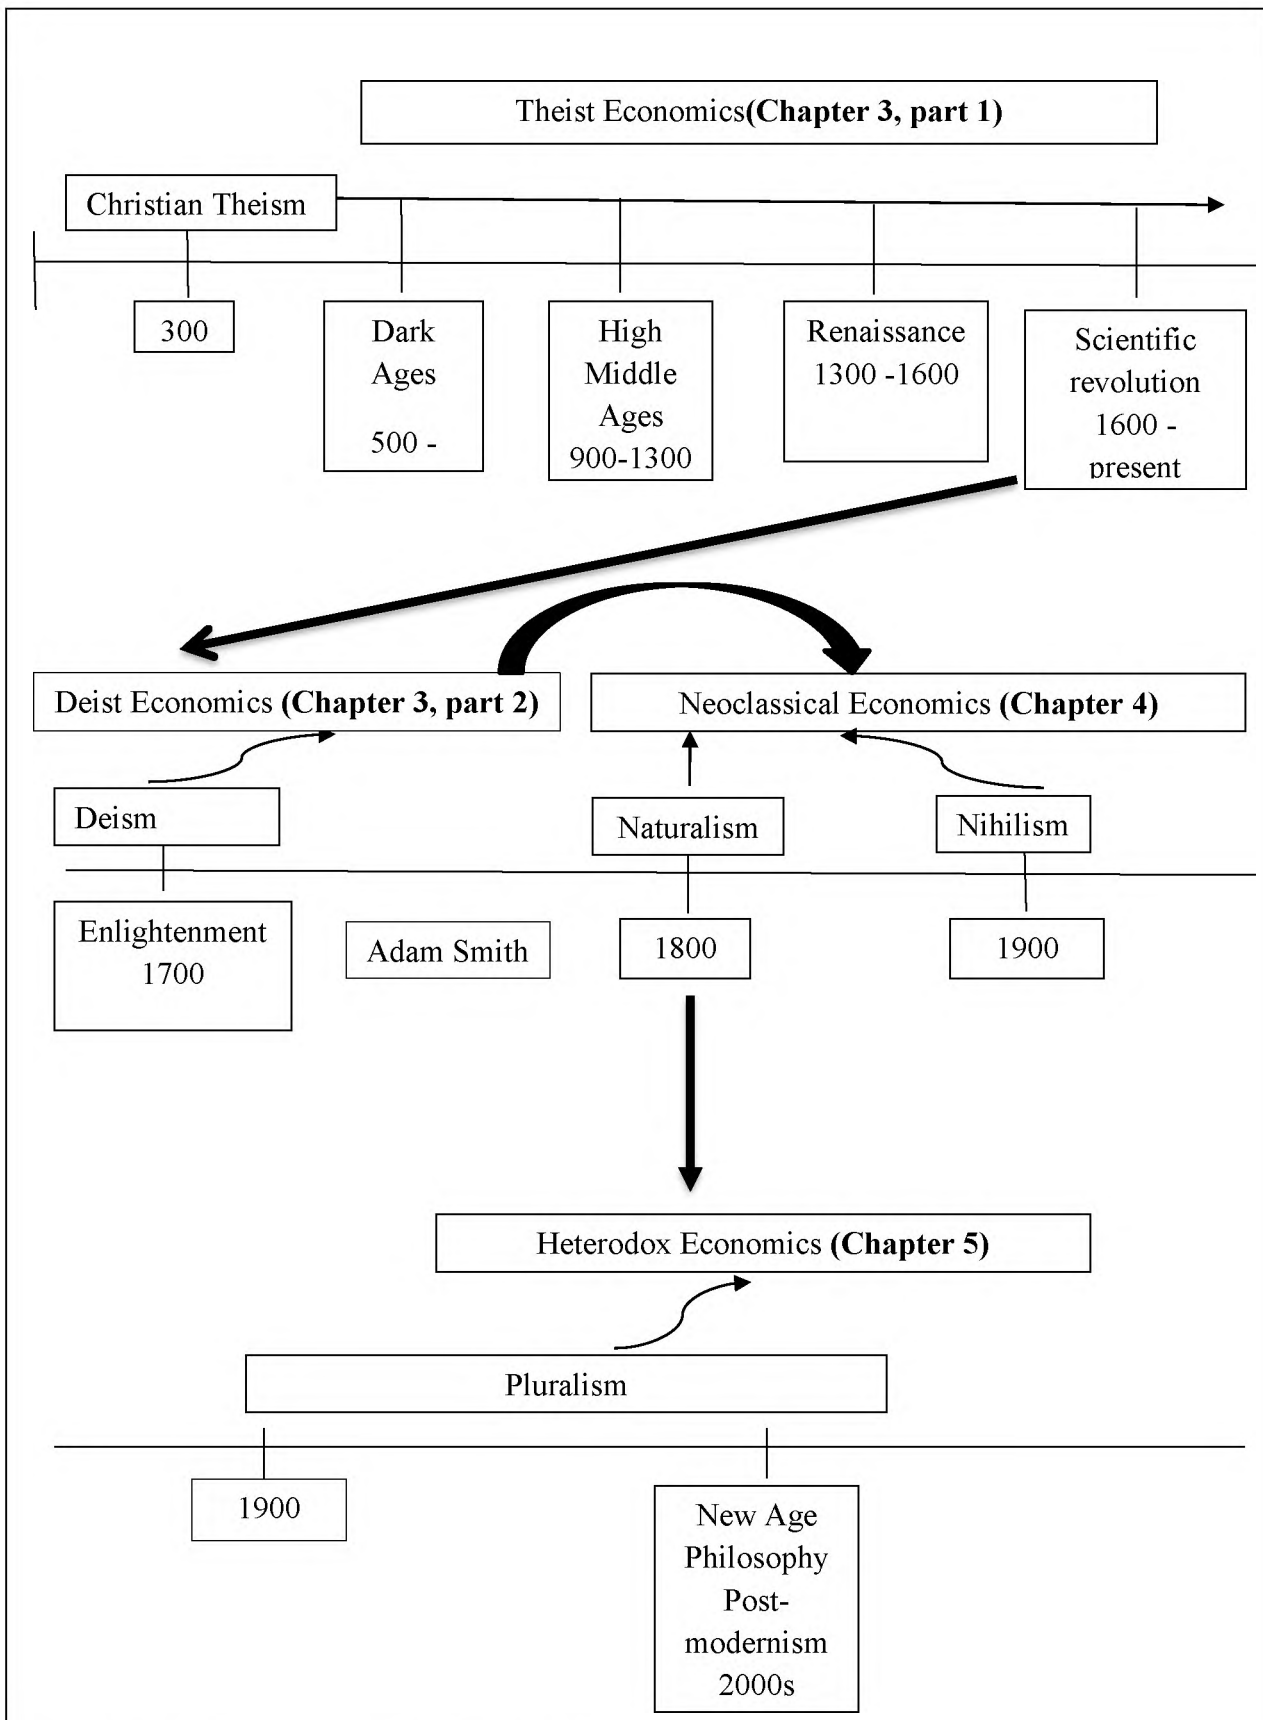 Theist Economics(Chapter 3, part 1)
Christian Theism
300
Dark
Ages
500 -
High
Middle
Ages
900-1300
Renaissance
1300 -1600
Scientific
revolution
1600 -
present
Deist Economics (Chapter 3, part 2)
Neoclassical Economics (Chapter 4)
Deism
Naturalism
Nihilism
Enlightenment
1700
Adam Smith
1800
1900
Heterodox Economics (Chapter 5)
Pluralism
1900
New Age
Philosophy
Post-
modernism
2000s